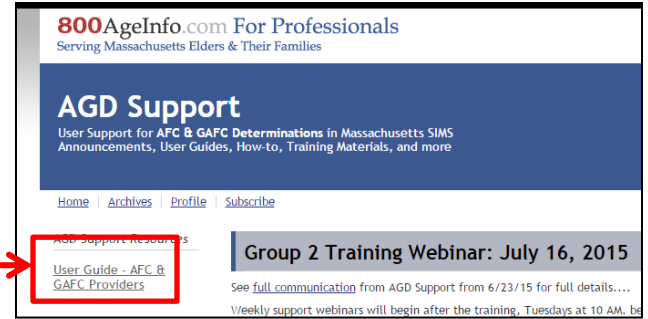 800AgeInfo.com For Professionals
Serving Massachusetts Elders & Their Families
AGD Support
User Support for AFC & GAFC Determinations in Massachusetts SIMS
Announcements, User Guides, How-to, Training Materials, and more
Home | Archives | Profile | Subscribe
AGD Support Resources
User Guide - AFC &
GAFC Providers
Group 2 Training Webinar: July 16, 2015
See full communication from AGD Support from 6/23/15 for full details....
Weekly support webinars will begin after the training, Tuesdays at 10 AM. be